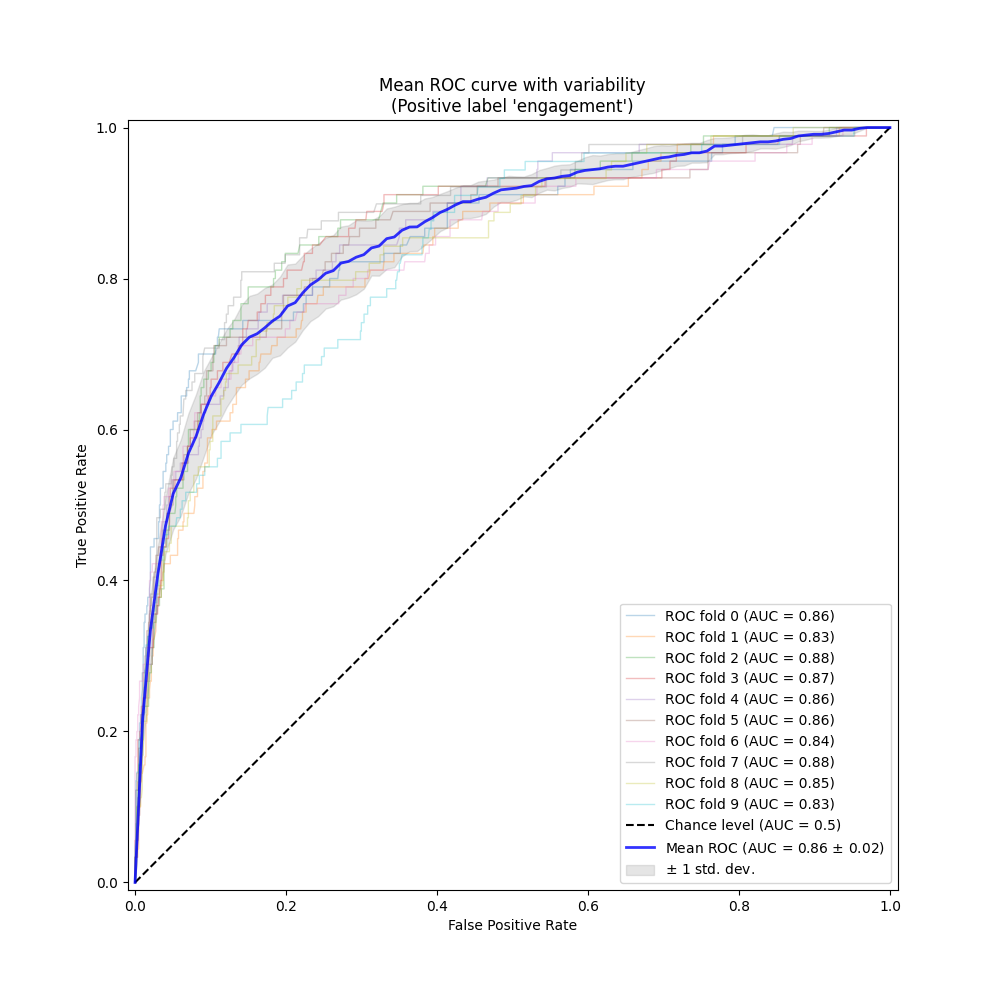 Mean ROC curve with variability
(Positive label 'engagement')
True Positive Rate
1.0
0.8
0.6
0.4
0.2
0.0
ROC fold 0 (AUC = 0.86)
ROC fold 1 (AUC = 0.83)
ROC fold 2 (AUC = 0.88)
ROC fold 3 (AUC = 0.87)
ROC fold 4 (AUC = 0.86)
ROC fold 5 (AUC = 0.86)
ROC fold 6 (AUC = 0.84)
ROC fold 7 (AUC = 0.88)
ROC fold 8 (AUC = 0.85)
ROC fold 9 (AUC = 0.83)
Chance level (AUC = 0.5)
Mean ROC (AUC = 0.86 ± 0.02)
± 1 std. dev.
0.0 0.2 0.4 0.6 0.8 1.0
False Positive Rate